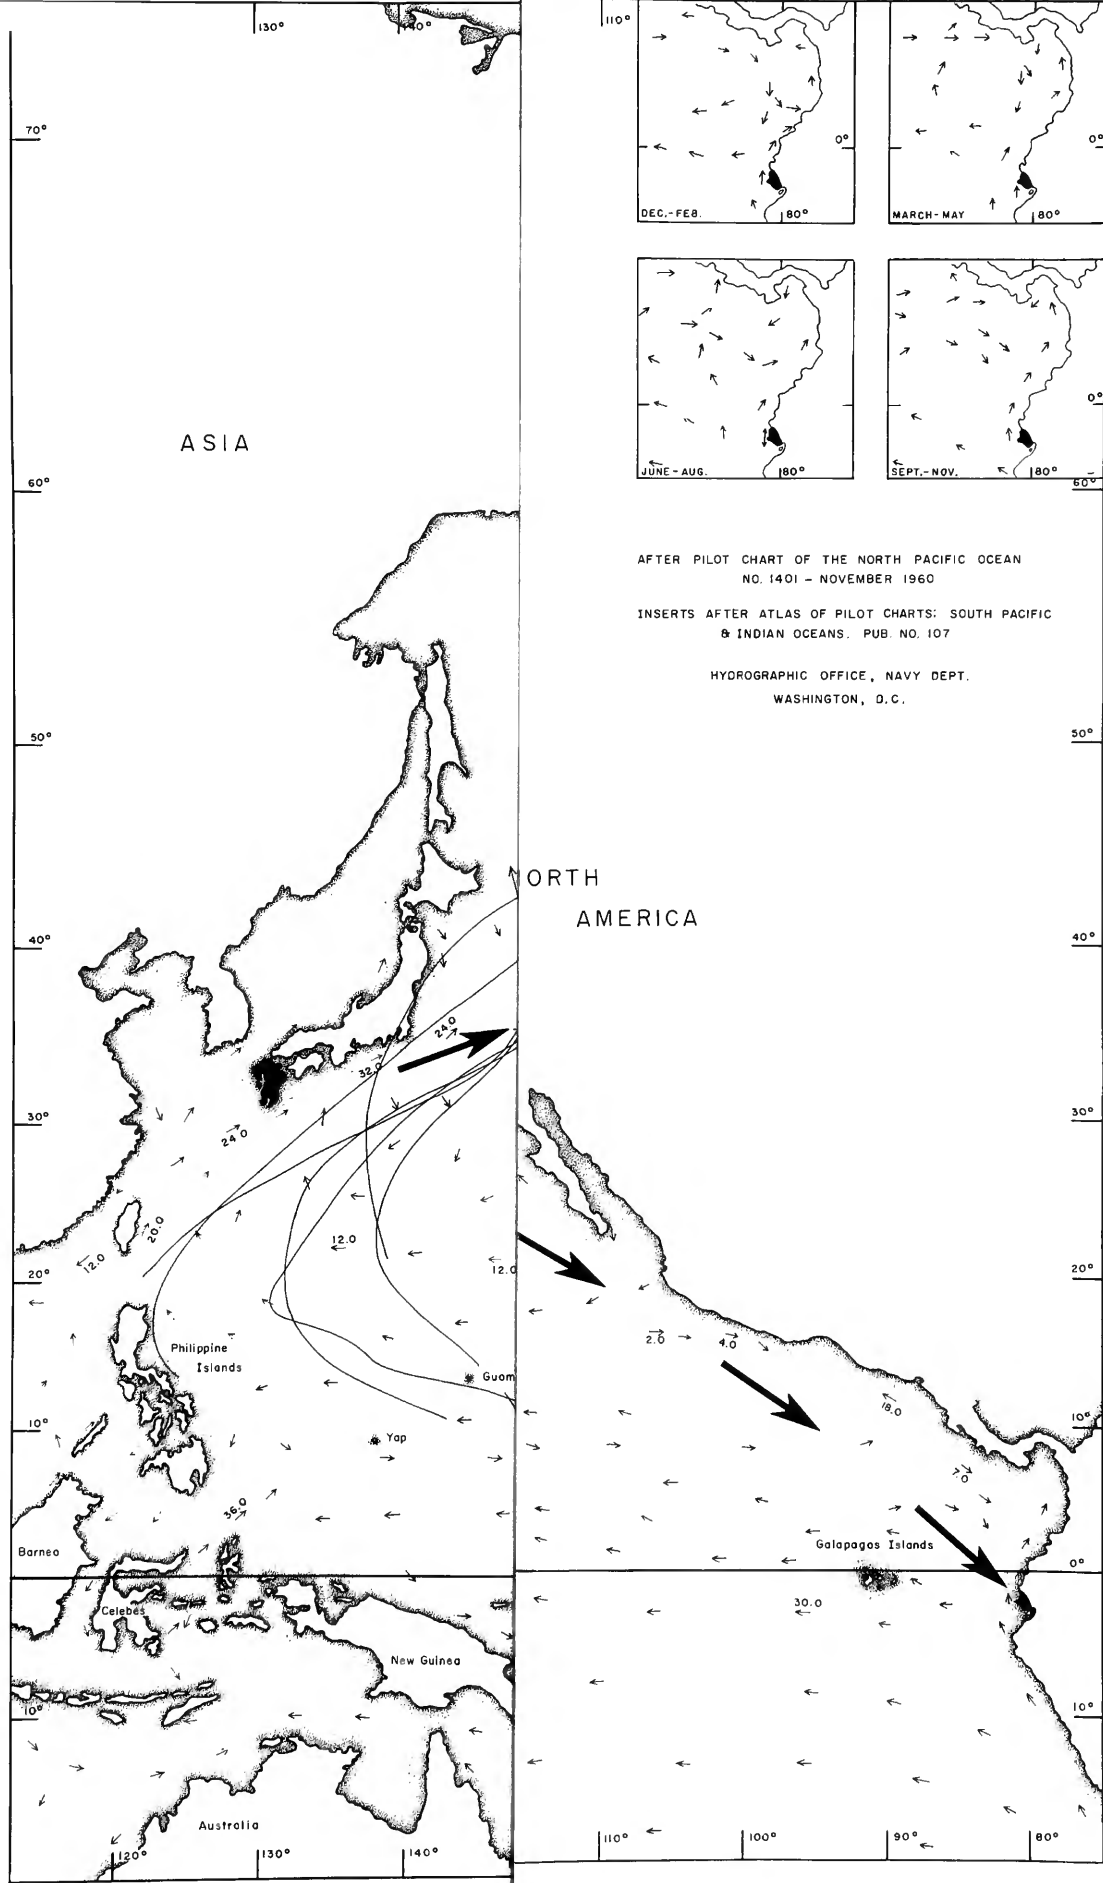 130°
140°
110°
70°
0°
0°
DEC.-FEB.
80°
MARCH-MAY
80°
ASIA
0°
JUNE-AUG.
80°
SEPT.-NOV.
80°
60°
60°
AFTER PILOT CHART OF THE NORTH PACIFIC OCEAN
NO. 1401 - NOVEMBER 1960
INSERTS AFTER ATLAS OF PILOT CHARTS: SOUTH PACIFIC
& INDIAN OCEANS. PUB. NO. 107
HYDROGRAPHIC OFFICE, NAVY DEPT.
WASHINGTON, D.C.
50°
50°
ORTH
AMERICA
40°
40°
24.0
32.0
30°
30°
24.0
20.0
12.0
12.0
12.0
20°
20°
2.0
4.0
Philippine
Islands
Guam
18.0
10°
10°
Yap
7.0
36.0
Borneo
Galapagos Islands
0°
Celebes
30.0
New Guinea
10°
10°
Australia
120°
130°
140°
110°
100°
90°
80°